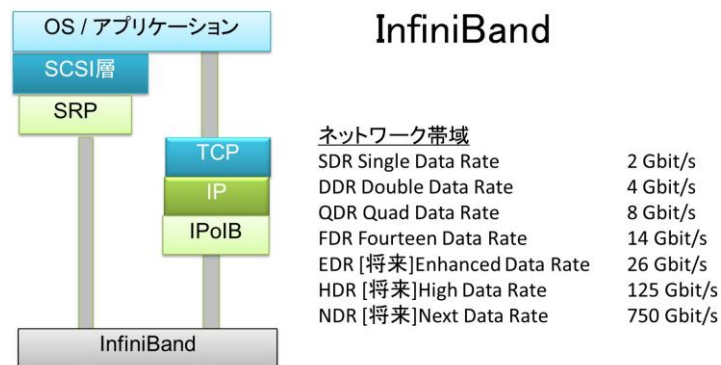 InfiniBand
OS / アプリケーション
SCSI層
SRP
TCP
IP
IPoIB
InfiniBand
ネットワーク帯域
SDR Single Data Rate 2 Gbit/s
DDR Double Data Rate 4 Gbit/s
QDR Quad Data Rate 8 Gbit/s
FDR Fourteen Data Rate 14 Gbit/s
EDR [将来]Enhanced Data Rate 26 Gbit/s
HDR [将来]High Data Rate 125 Gbit/s
NDR [将来]Next Data Rate 750 Gbit/s